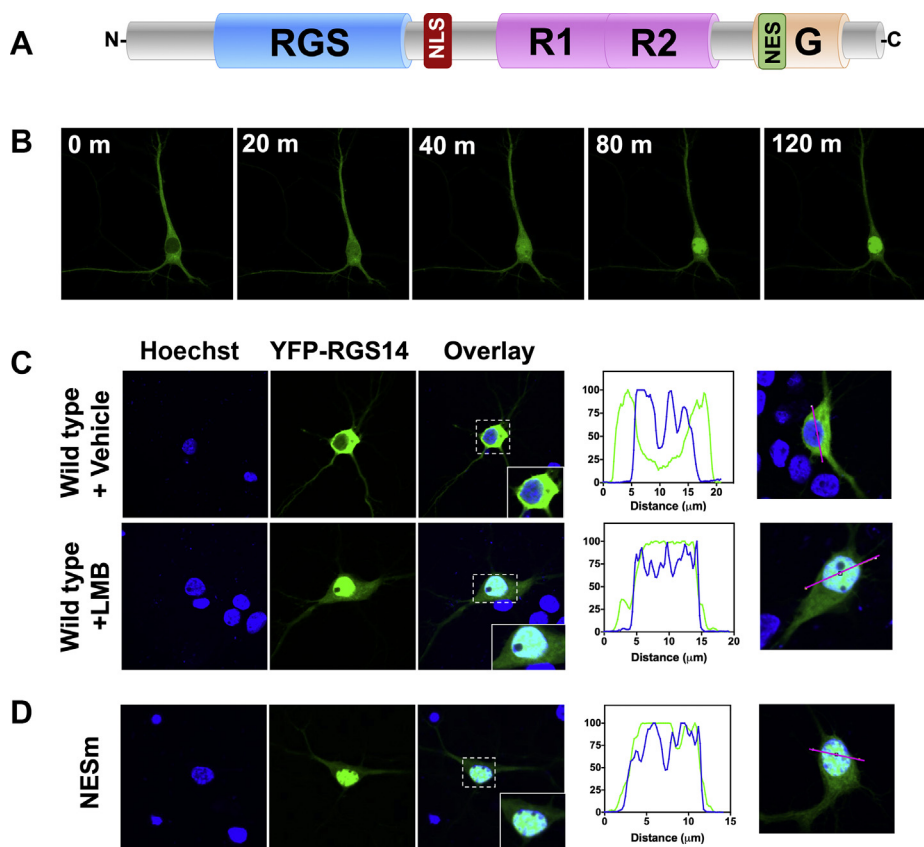 A
N-
RGS
NLS
R1
R2
NES
G
-C
B
0 m
20 m
40 m
80 m
120 m
C
Hoechst
YFP-RGS14
Overlay
Wild type
+ Vehicle
100
75
50
25
0
0 5 10 15 20
Distance (μm)
Wild type
+LMB
100
75
50
25
0
0 5 10 15 20
Distance (μm)
D
NESm
100
75
50
25
0
0 5 10 15
Distance (μm)